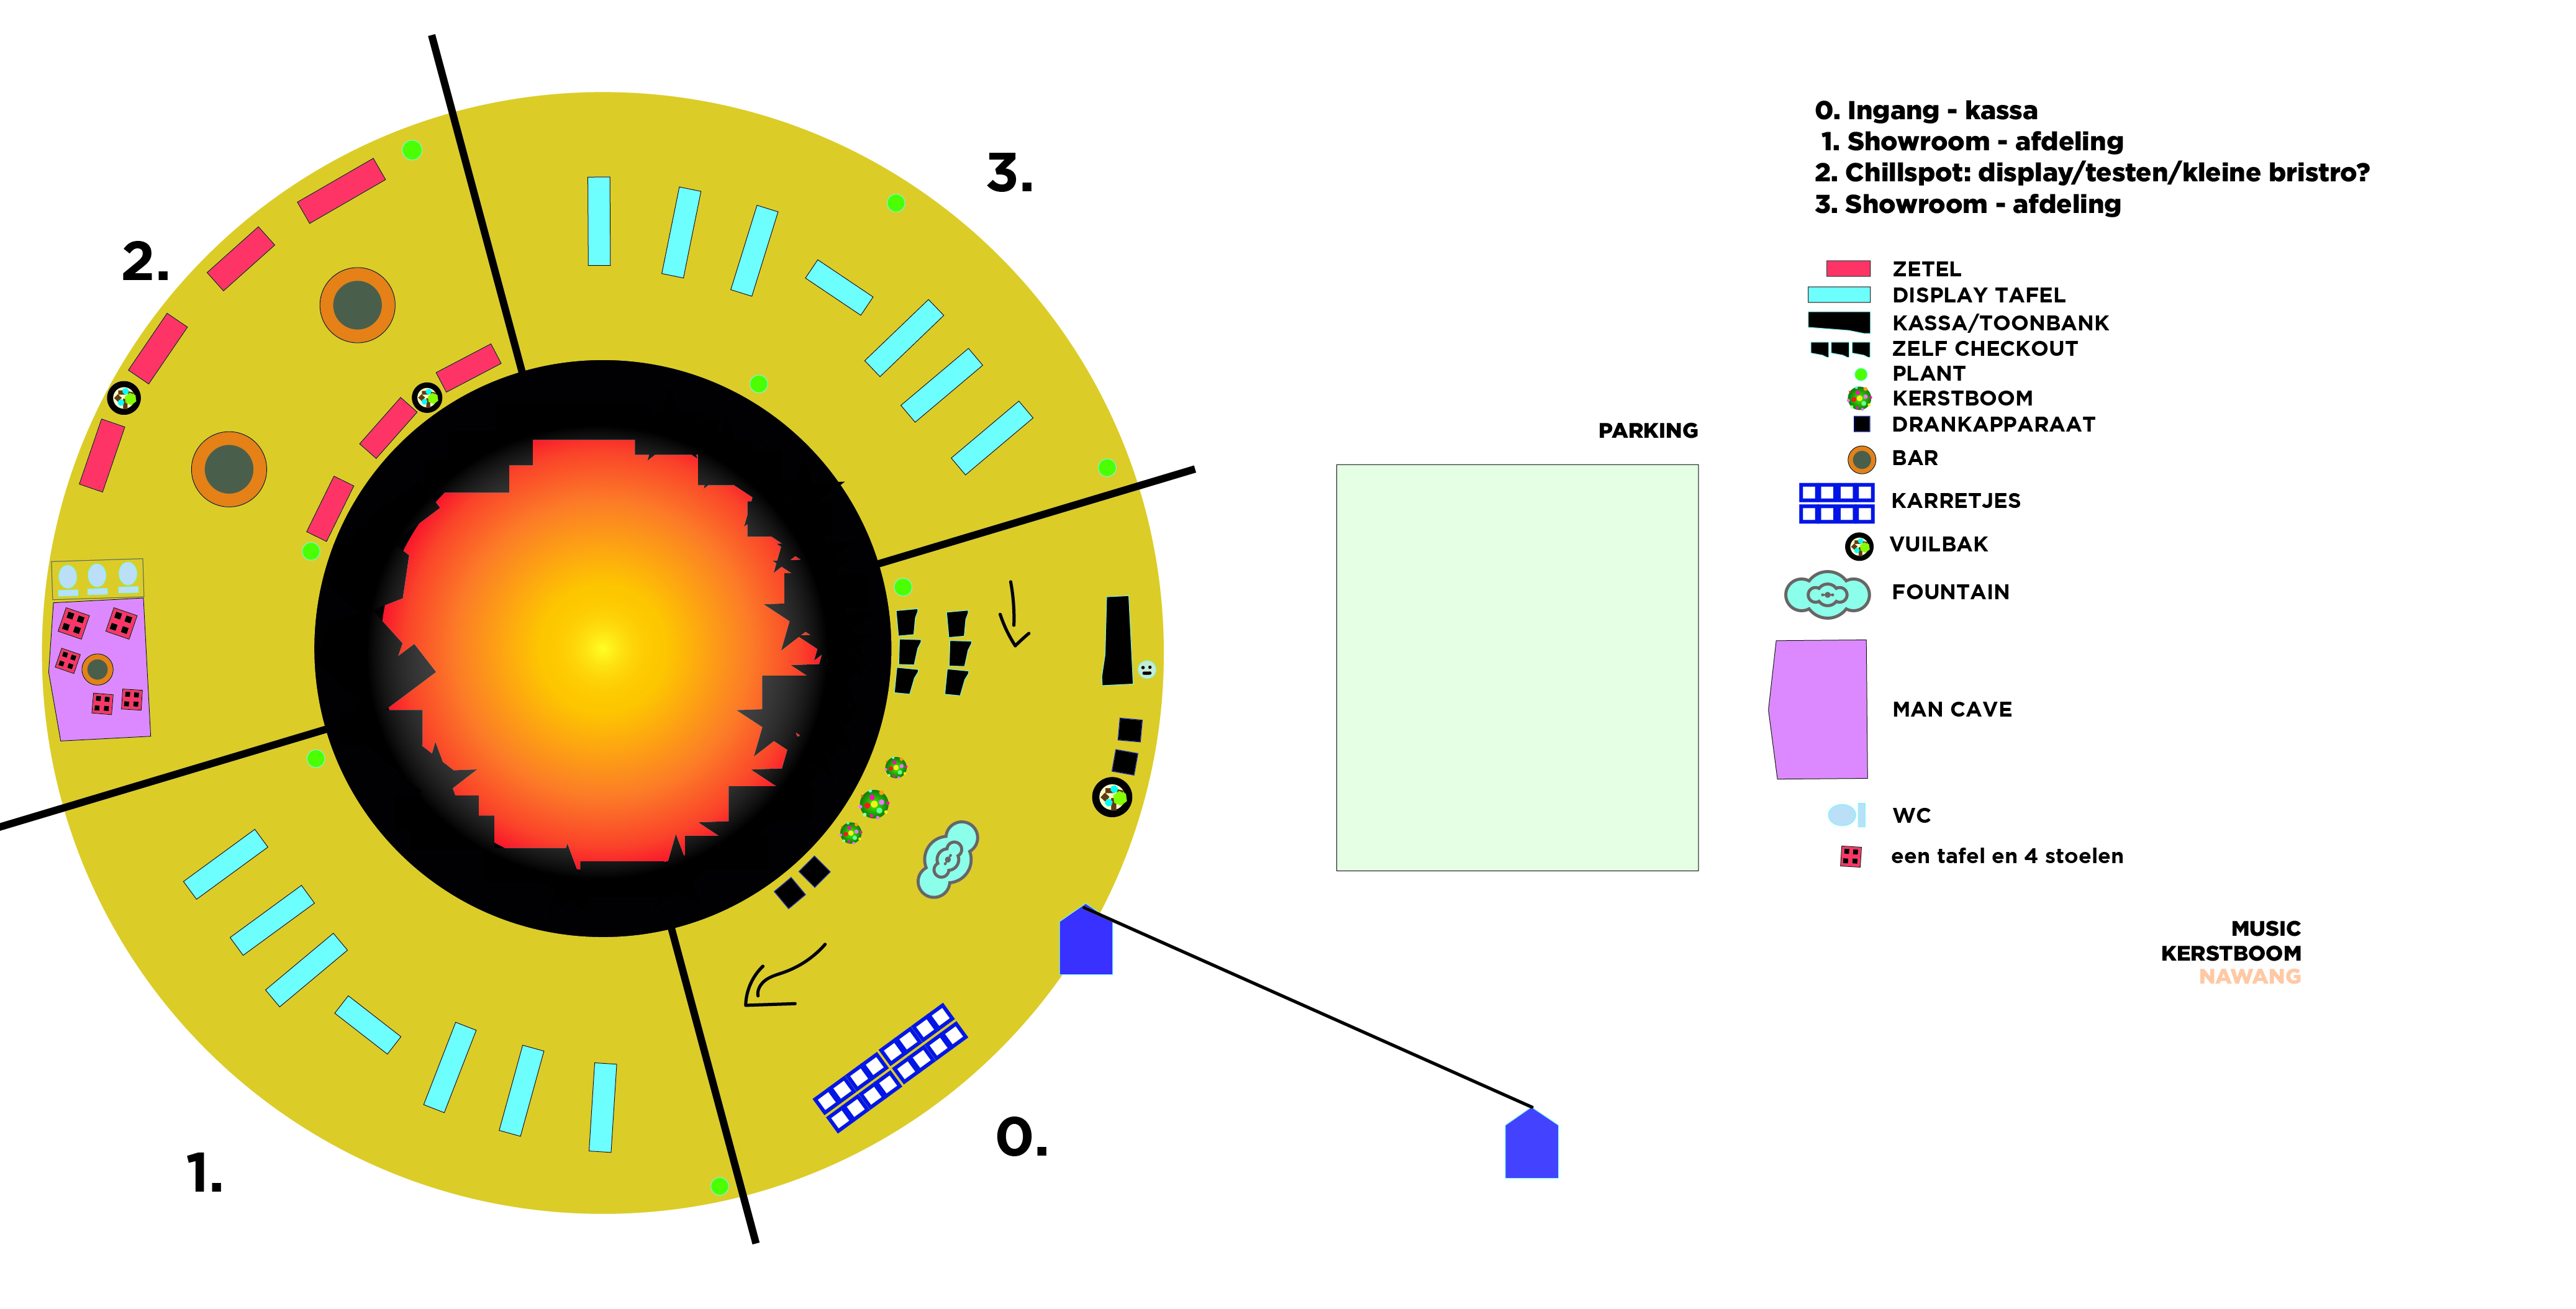 3.
2.
1.
0.
PARKING
0. Ingang - kassa
1. Showroom - afdeling
2. Chillspot: display/testen/kleine bristro?
3. Showroom - afdeling
ZETEL
DISPLAY TAFEL
KASSA/TOONBANK
ZELF CHECKOUT
PLANT
KERSTBOOM
DRANKAPPARAAT
BAR
KARRETJES
VUILBAK
FOUNTAIN
MAN CAVE
WC
een tafel en 4 stoelen
MUSIC
KERSTBOOM
NAWANG